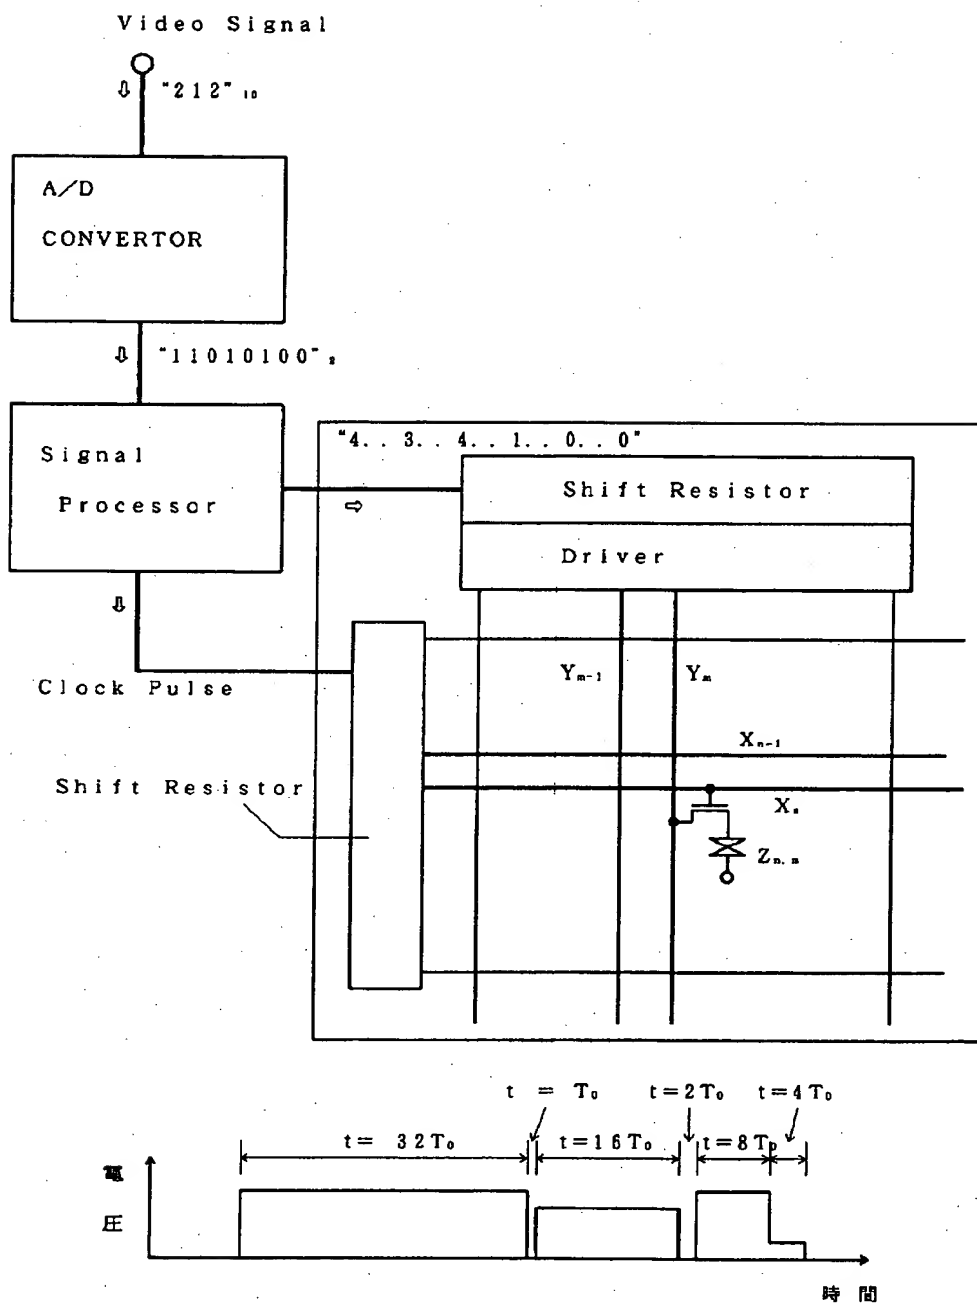 Video Signal
"212"₁₀
A/D
CONVERTOR
"11010100"₂
Signal
Processor
"4..3..4..1..0..0"
Shift Resistor
Driver
Clock Pulse
Yₘ₋₁
Yₘ
Xₙ₋₁
Shift Resistor
Xₙ
Zₙ,ₘ
t = T₀
t=2T₀
t=4T₀
t= 32T₀
t=16T₀
t=8T₀
電圧
時間